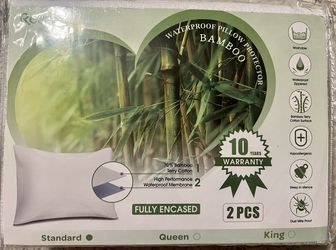 WATERPROOF PILLOW PROTECTOR
BAMBOO
Washable
Waterproof
Zippered
Bamboo Terry
Cotton Surface
Hypoallergenic
Sleep in silence
Dust Mite Proof
10 YEARS
WARRANTY
Bamboo 1
Terry Cotton
High Performance 2
Waterproof Membrane
FULLY ENCASED
2 PCS
Standard
Queen
King